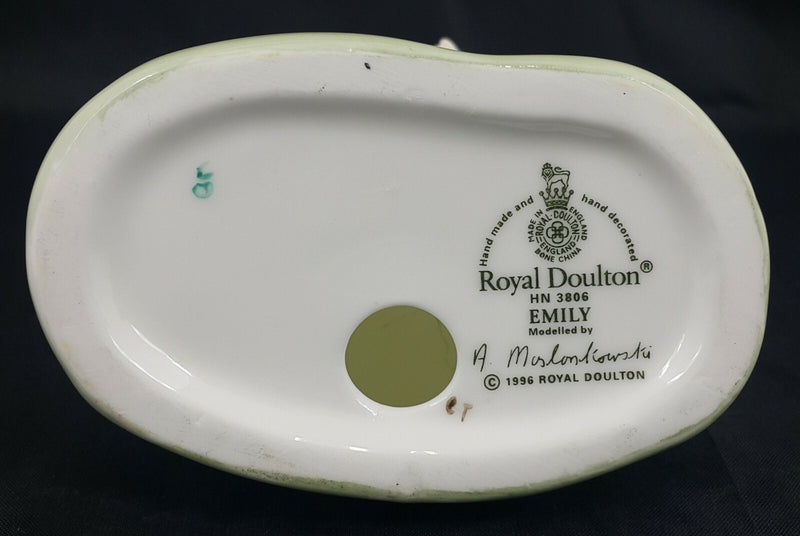 Hand made and hand decorated
MADE IN ENGLAND
ROYAL·DOULTON
ENGLAND
BONE CHINA
Royal Doulton®
HN 3806
EMILY
Modelled by
A. Maslankowski
© 1996 ROYAL DOULTON
CT